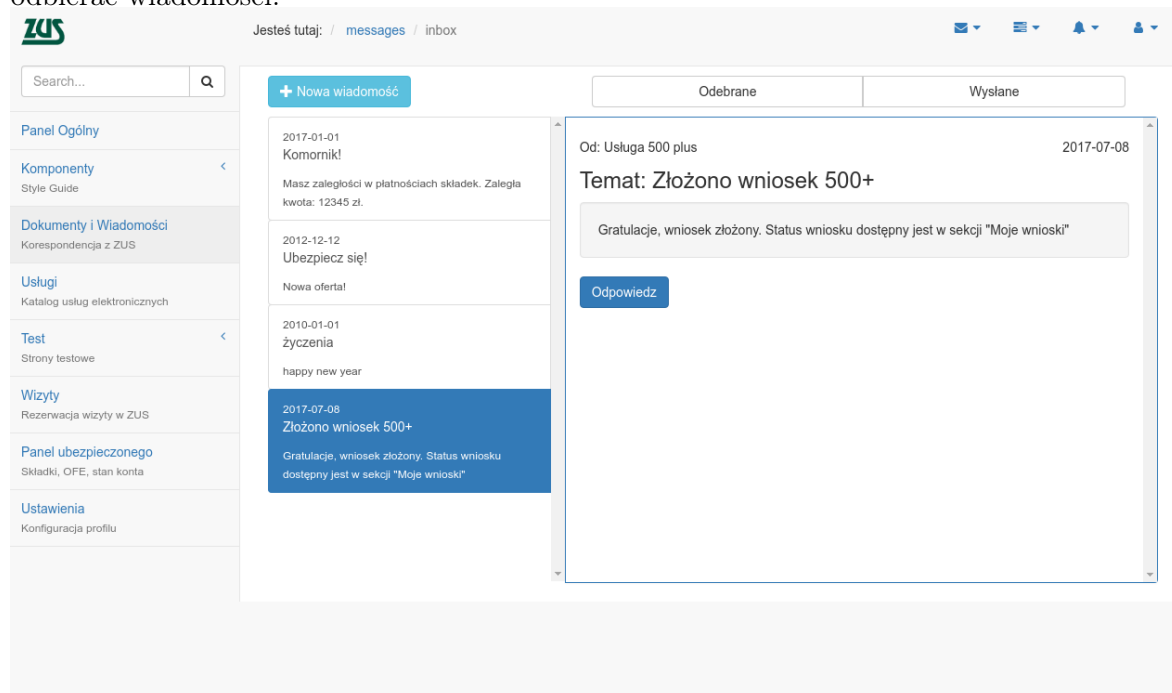 odbierać wiadomości.
ZUS
Jesteś tutaj: / messages / inbox
Search...
Panel Ogólny
Komponenty
Style Guide
Dokumenty i Wiadomości
Korespondencja z ZUS
Usługi
Katalog usług elektronicznych
Test
Strony testowe
Wizyty
Rezerwacja wizyty w ZUS
Panel ubezpieczonego
Składki, OFE, stan konta
Ustawienia
Konfiguracja profilu
Nowa wiadomość
Odebrane
Wysłane
2017-01-01
Komornik!
Masz zaległości w płatnościach składek. Zaległa
kwota: 12345 zł.
2012-12-12
Ubezpiecz się!
Nowa oferta!
2010-01-01
życzenia
happy new year
2017-07-08
Złożono wniosek 500+
Gratulacje, wniosek złożony. Status wniosku
dostępny jest w sekcji "Moje wnioski"
Od: Usługa 500 plus
2017-07-08
Temat: Złożono wniosek 500+
Gratulacje, wniosek złożony. Status wniosku dostępny jest w sekcji "Moje wnioski"
Odpowiedz